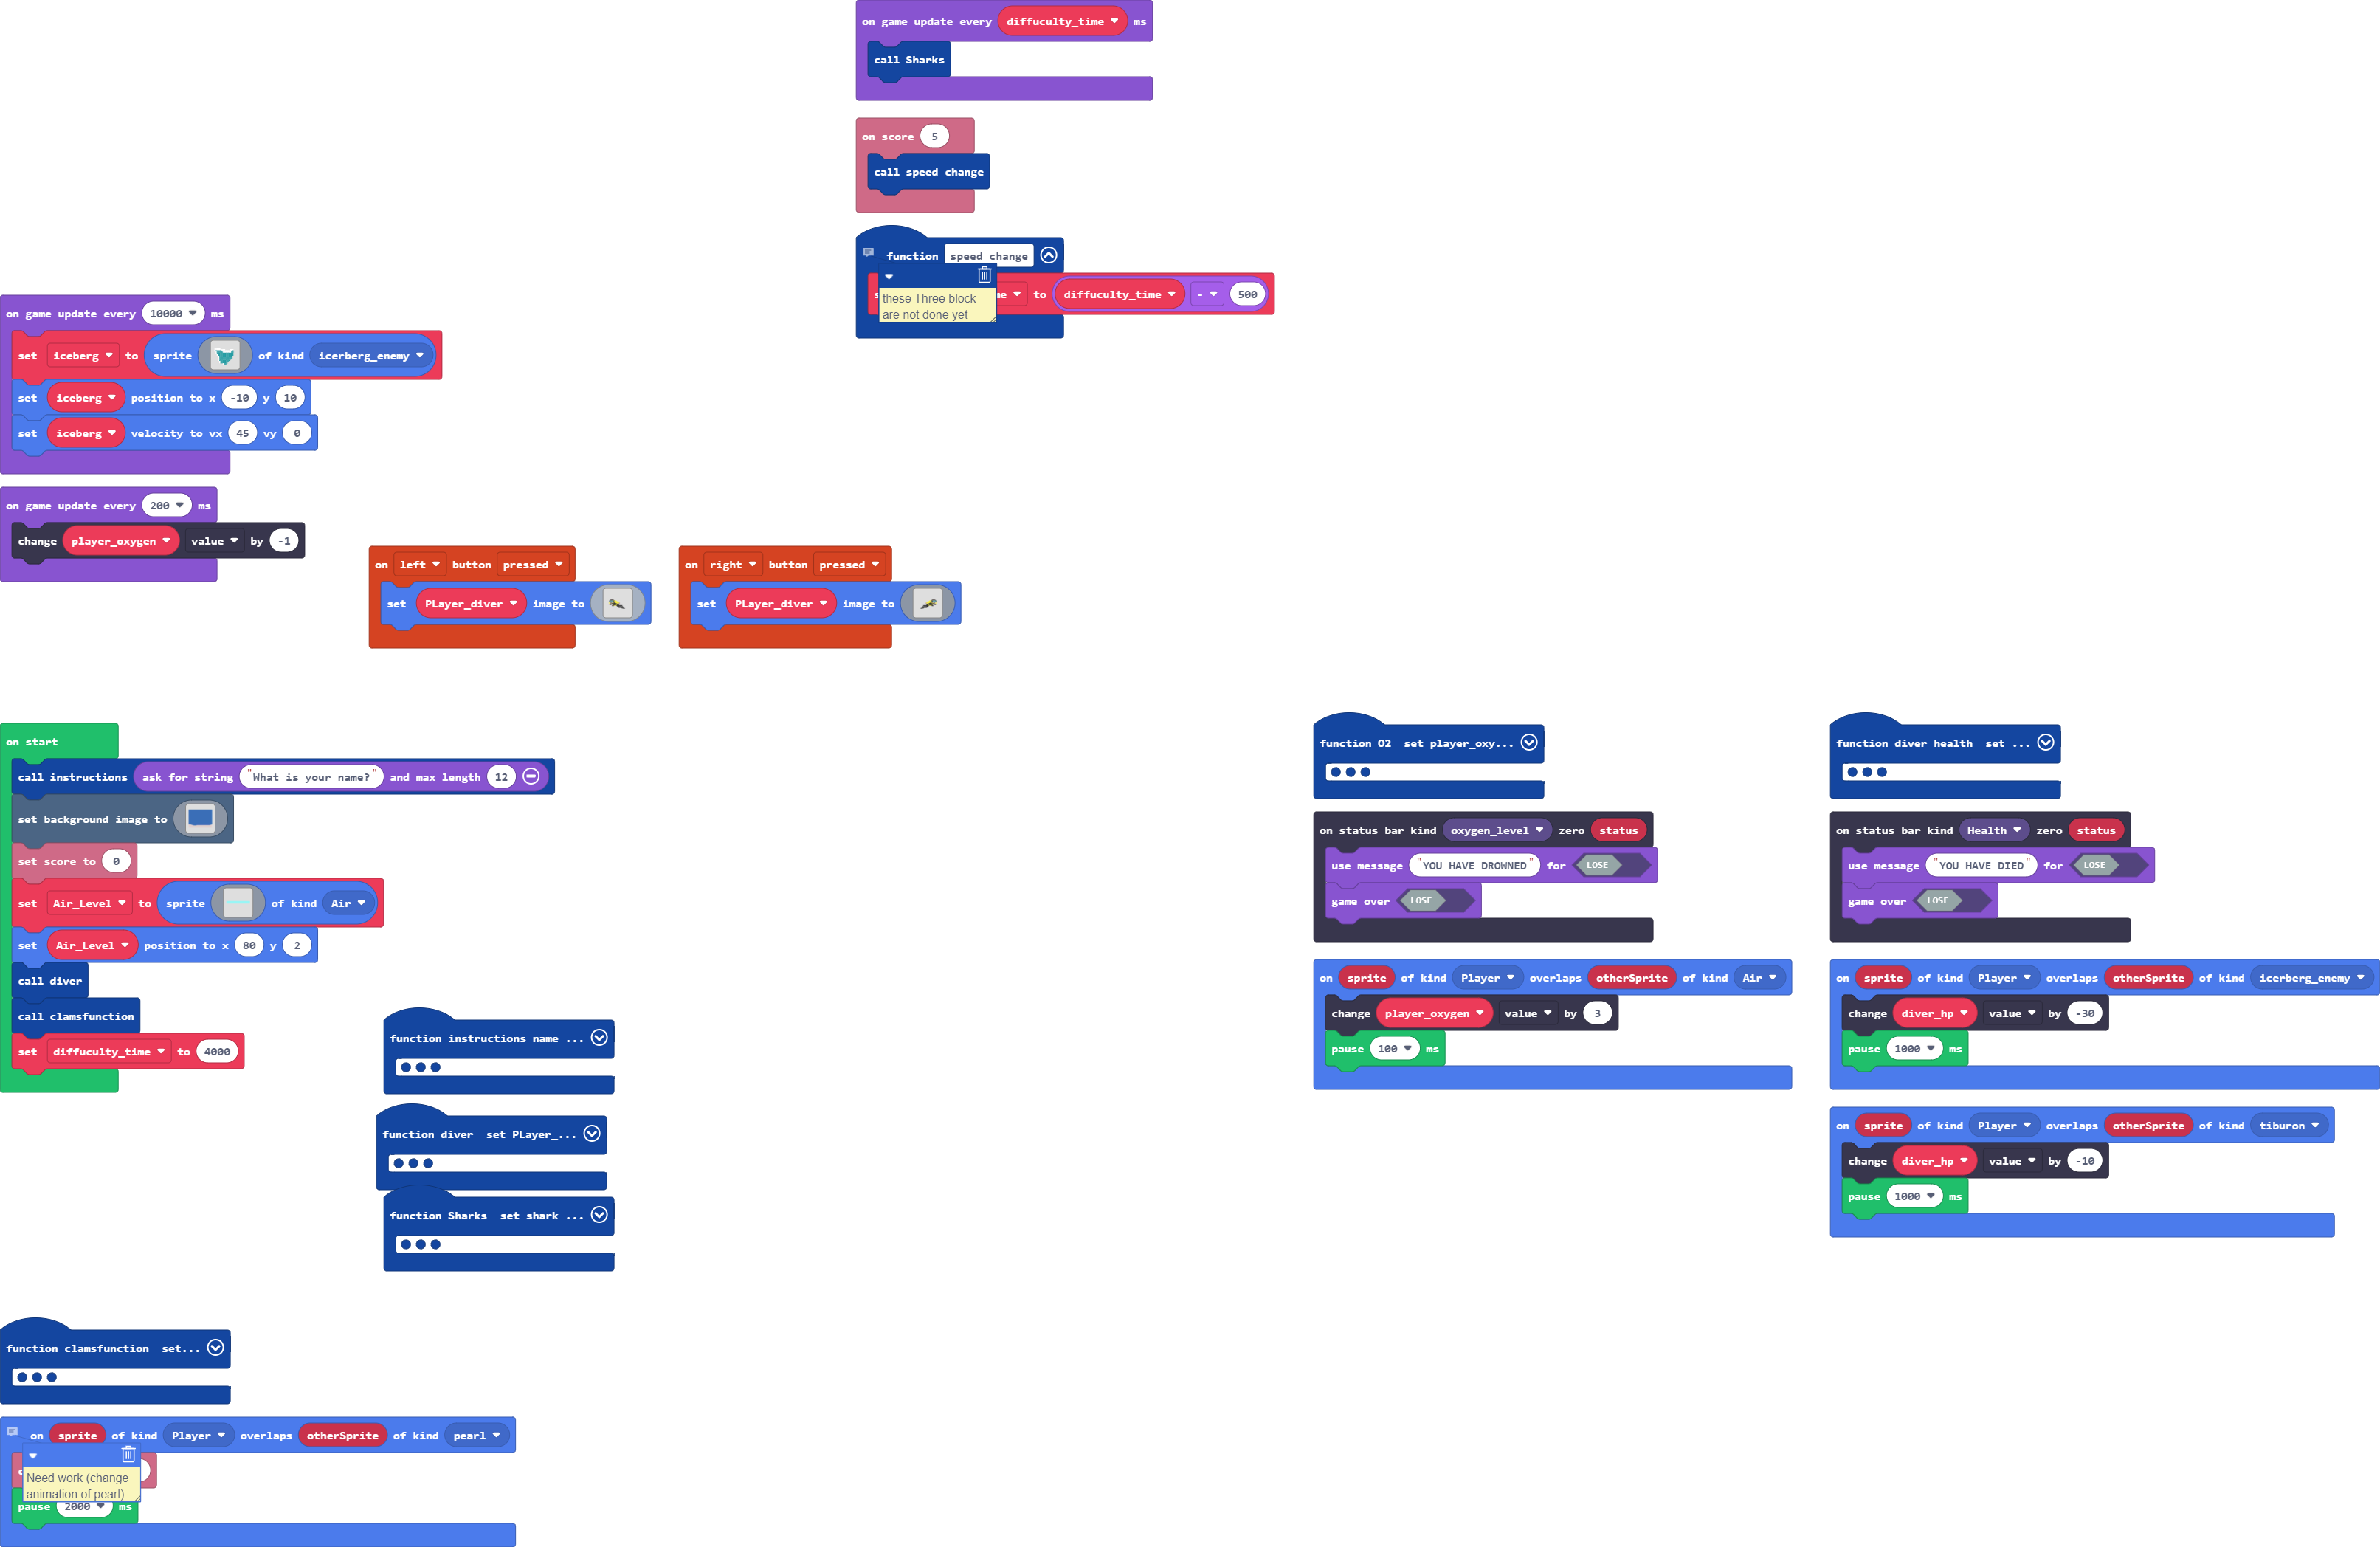 on game update every diffuculty_time ms
call Sharks
on score 5
call speed change
function speed change
to diffuculty_time - 500
these Three block
are not done yet
on game update every 10000 ms
set iceberg to sprite of kind icerberg_enemy
set iceberg position to x -10 y 10
set iceberg velocity to vx 45 vy 0
on game update every 200 ms
change player_oxygen value by -1
on left button pressed
set PLayer_diver image to
on right button pressed
set PLayer_diver image to
on start
call instructions ask for string "What is your name?" and max length 12
set background image to
set score to 0
set Air_Level to sprite of kind Air
set Air_Level position to x 80 y 2
call diver
call clamsfunction
set diffuculty_time to 4000
function instructions name ...
function diver set PLayer_...
function Sharks set shark ...
function O2 set player_oxy...
on status bar kind oxygen_level zero status
use message "YOU HAVE DROWNED" for LOSE
game over LOSE
on sprite of kind Player overlaps otherSprite of kind Air
change player_oxygen value by 3
pause 100 ms
function diver health set ...
on status bar kind Health zero status
use message "YOU HAVE DIED" for LOSE
game over LOSE
on sprite of kind Player overlaps otherSprite of kind icerberg_enemy
change diver_hp value by -30
pause 1000 ms
on sprite of kind Player overlaps otherSprite of kind tiburon
change diver_hp value by -10
pause 1000 ms
function clamsfunction set...
on sprite of kind Player overlaps otherSprite of kind pearl
Need work (change
animation of pearl)
pause 2000 ms